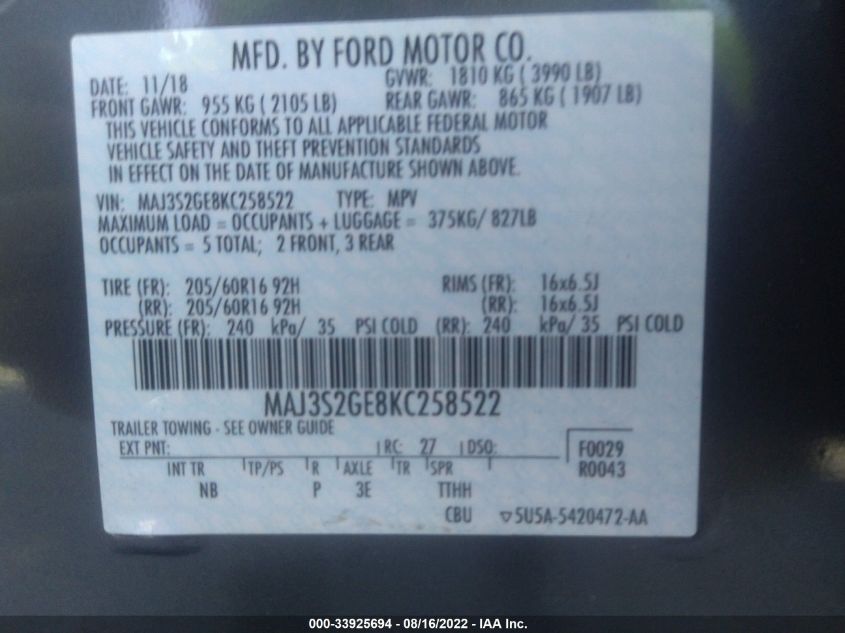 MFD. BY FORD MOTOR CO.
DATE: 11/18 GVWR: 1810 KG ( 3990 LB)
FRONT GAWR: 955 KG ( 2105 LB) REAR GAWR: 865 KG ( 1907 LB)
THIS VEHICLE CONFORMS TO ALL APPLICABLE FEDERAL MOTOR
VEHICLE SAFETY AND THEFT PREVENTION STANDARDS
IN EFFECT ON THE DATE OF MANUFACTURE SHOWN ABOVE.
VIN: MAJ3S2GE8KC258522 TYPE: MPV
MAXIMUM LOAD = OCCUPANTS + LUGGAGE = 375KG/ 827LB
OCCUPANTS = 5 TOTAL; 2 FRONT, 3 REAR
TIRE (FR): 205/60R16 92H RIMS (FR): 16x6.5J
(RR): 205/60R16 92H (RR): 16x6.5J
PRESSURE (FR): 240 kPa/ 35 PSI COLD (RR): 240 kPa/ 35 PSI COLD
MAJ3S2GE8KC258522
TRAILER TOWING - SEE OWNER GUIDE
EXT PNT: RC: 27 DSO: F0029
INT TR TP/PS R AXLE TR SPR R0043
NB P 3E TTHH
CBU ▽5U5A-5420472-AA
000-33925694 - 08/16/2022 - IAA Inc.